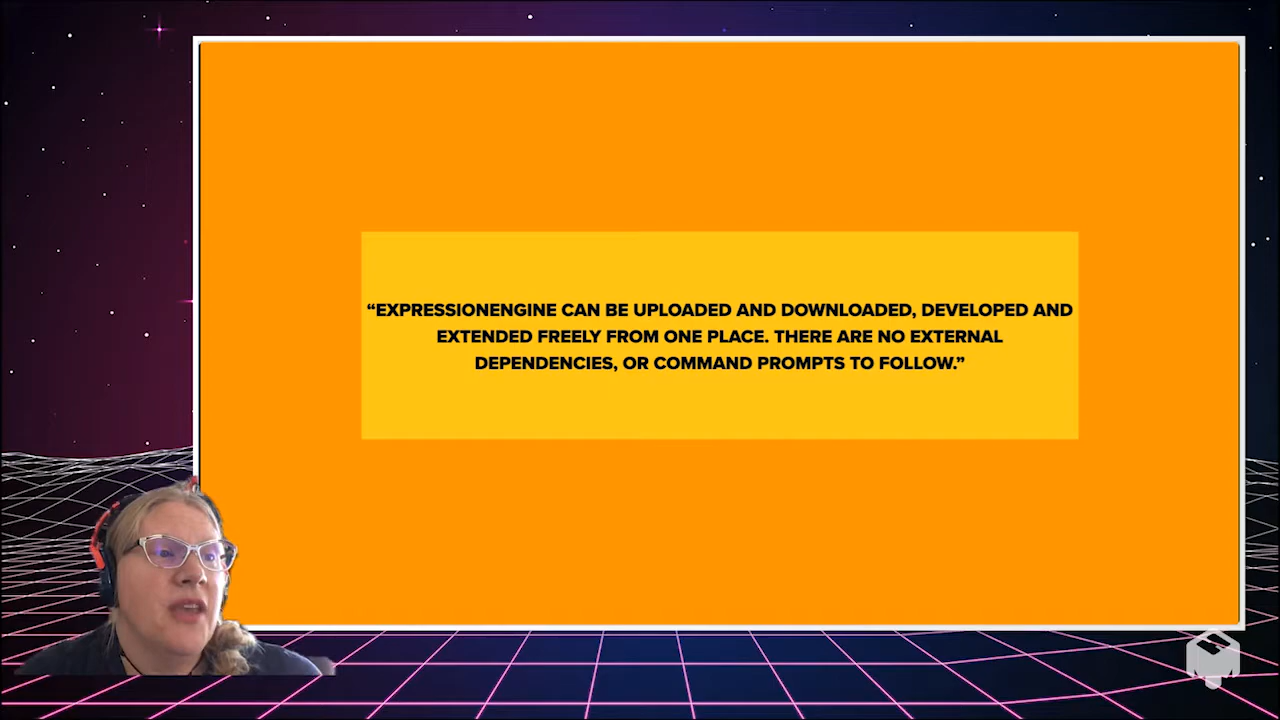 “EXPRESSIONENGINE CAN BE UPLOADED AND DOWNLOADED, DEVELOPED AND
EXTENDED FREELY FROM ONE PLACE. THERE ARE NO EXTERNAL
DEPENDENCIES, OR COMMAND PROMPTS TO FOLLOW.”